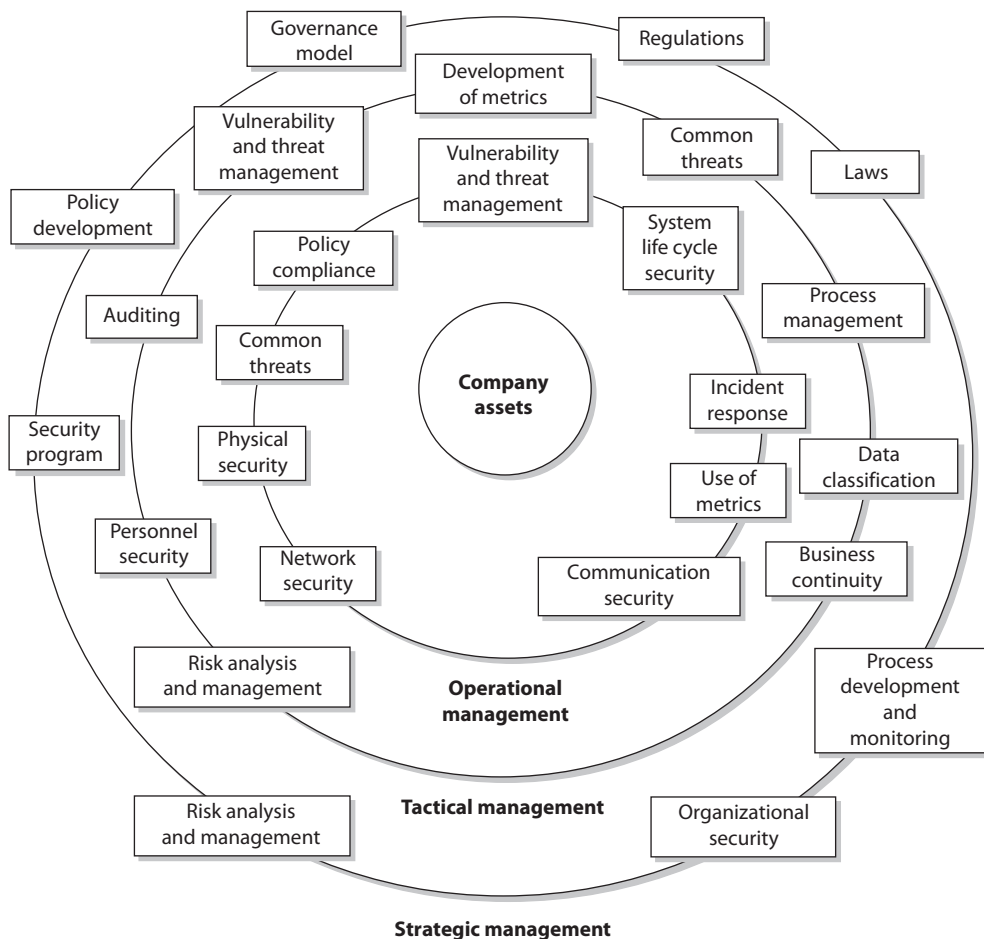 Governance
model
Regulations
Development
of metrics
Vulnerability
and threat
management
Common
threats
Vulnerability
and threat
management
Laws
Policy
development
System
life cycle
security
Policy
compliance
Process
management
Auditing
Common
threats
Company
assets
Incident
response
Security
program
Physical
security
Data
classification
Use of
metrics
Personnel
security
Network
security
Communication
security
Business
continuity
Risk analysis
and management
Operational
management
Process
development
and
monitoring
Tactical management
Risk analysis
and management
Organizational
security
Strategic management